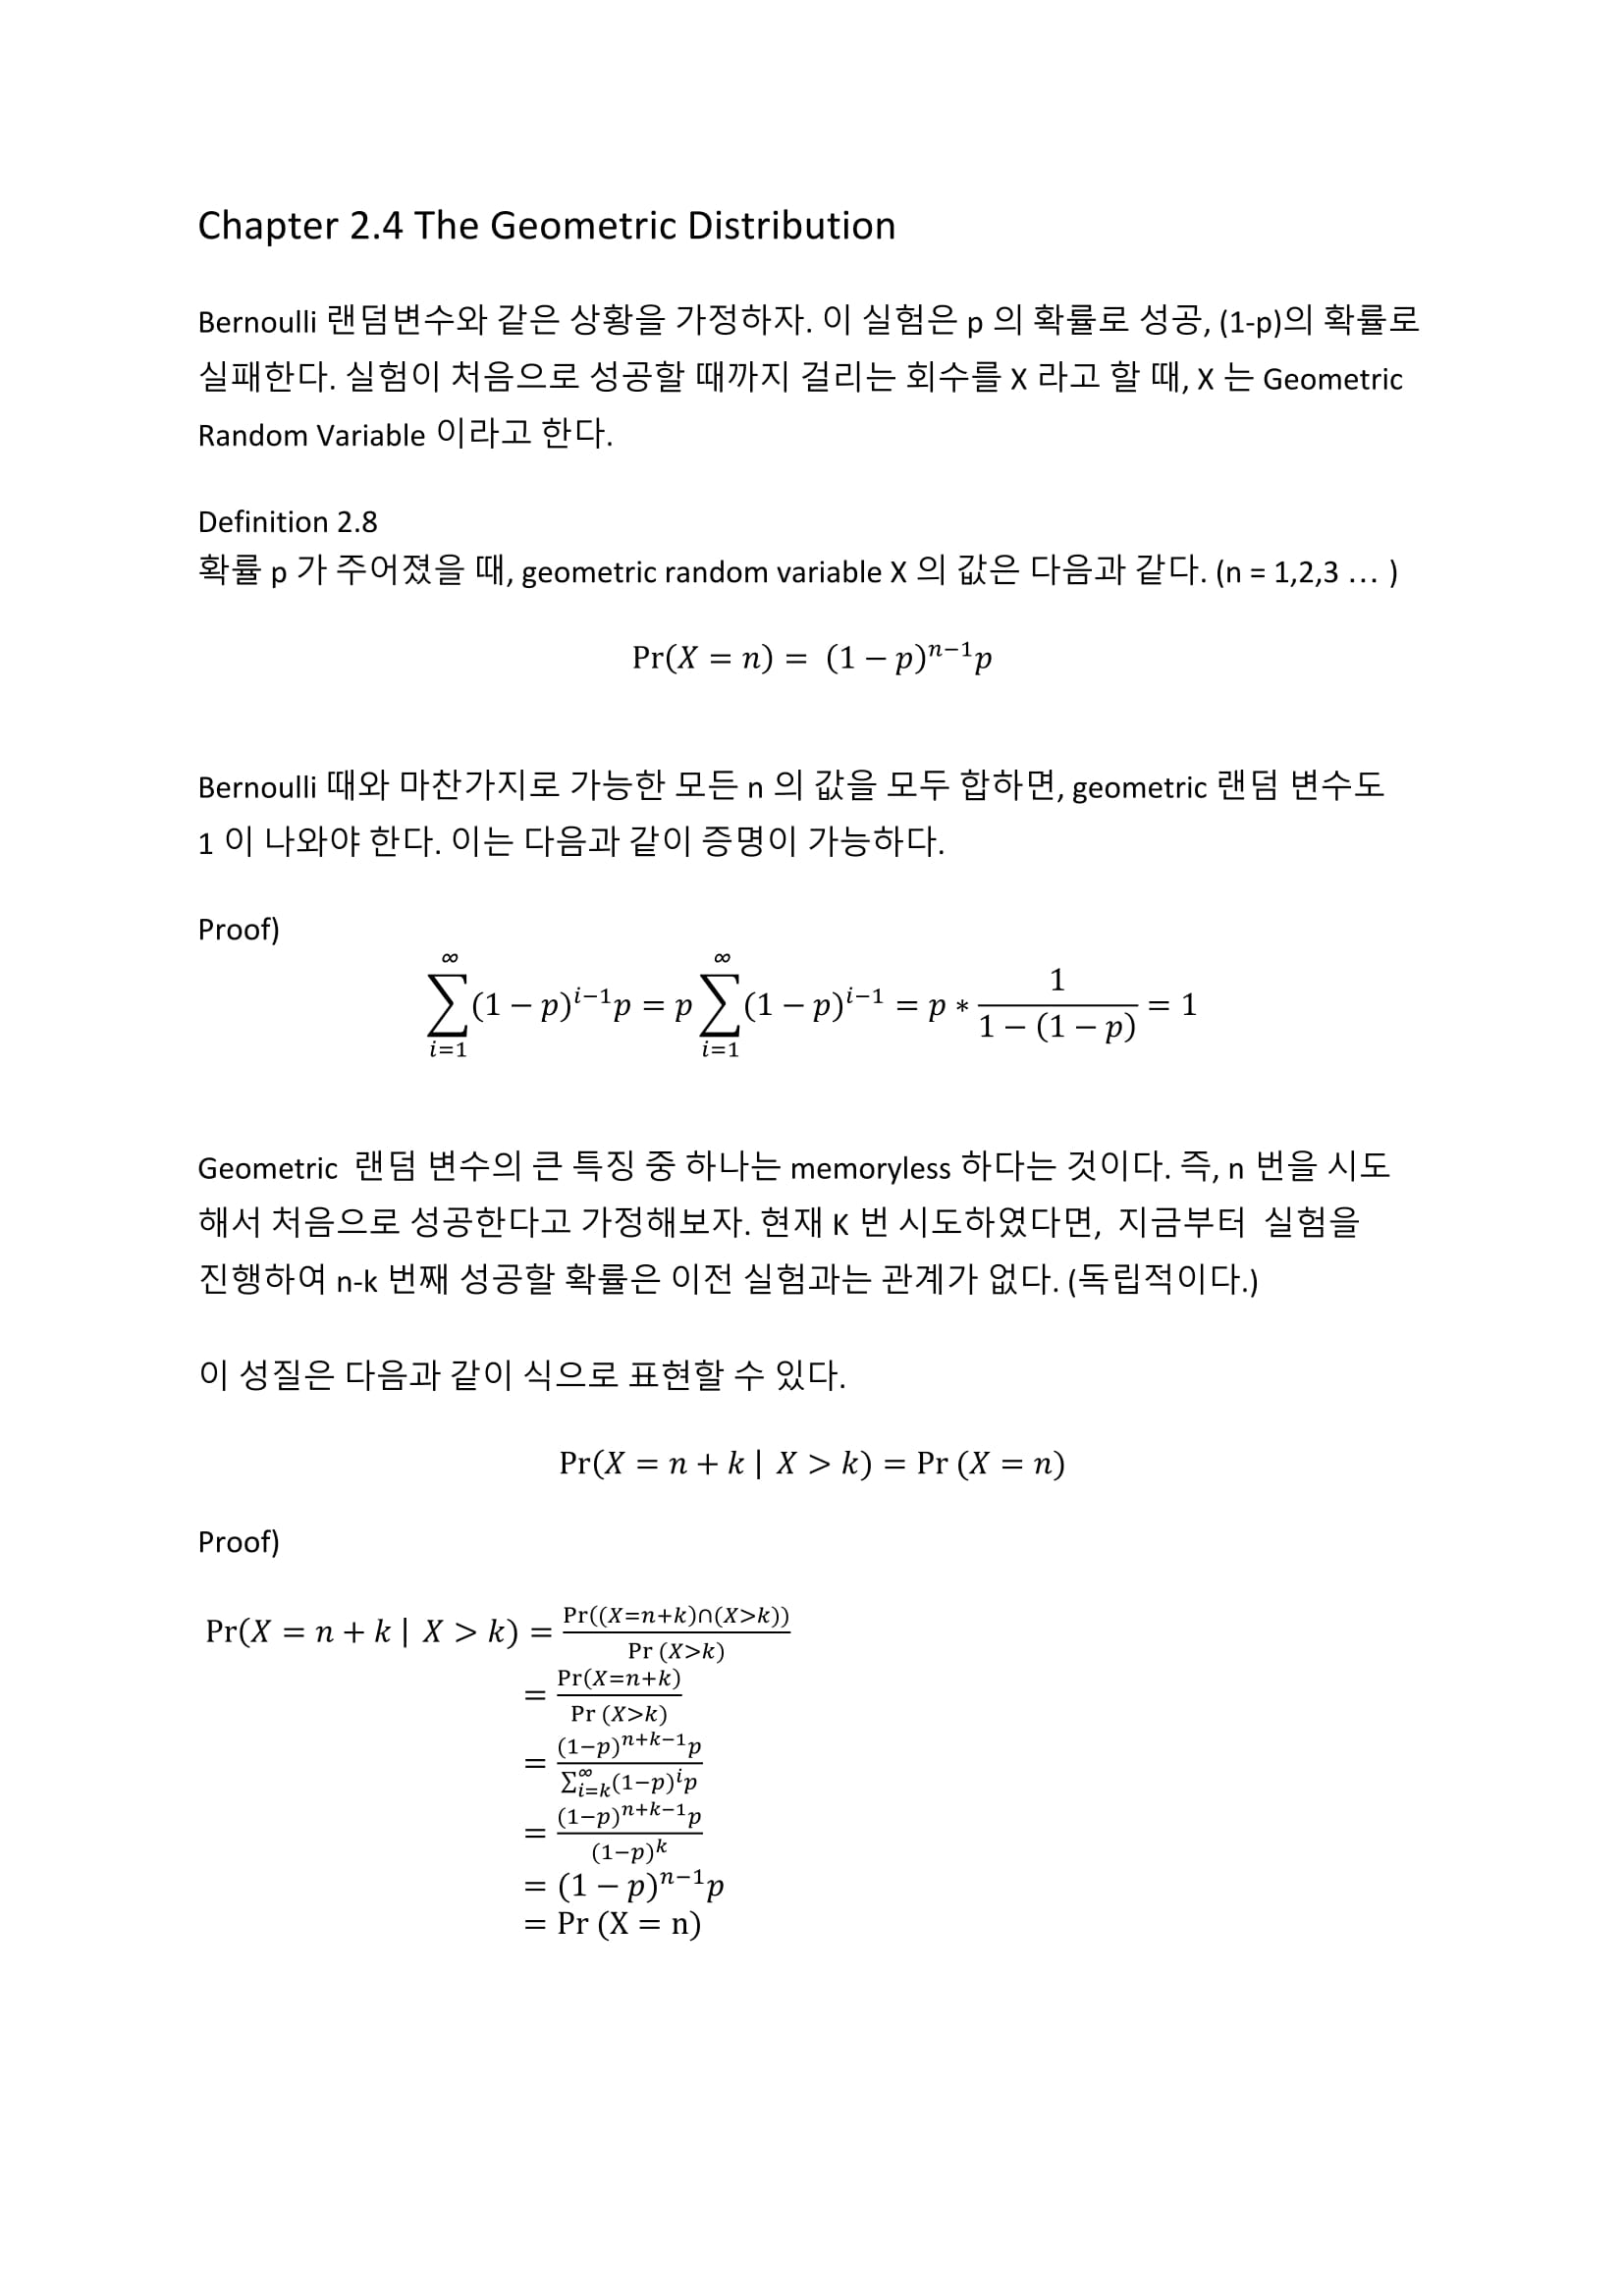 Chapter 2.4 The Geometric Distribution
Bernoulli 랜덤변수와 같은 상황을 가정하자. 이 실험은 p 의 확률로 성공, (1-p)의 확률로
실패한다. 실험이 처음으로 성공할 때까지 걸리는 회수를 X 라고 할 때, X 는 Geometric
Random Variable 이라고 한다.
Definition 2.8
확률 p 가 주어졌을 때, geometric random variable X 의 값은 다음과 같다. (n = 1,2,3 … )
Pr(X = n) = (1 − p)^{n−1}p
Bernoulli 때와 마찬가지로 가능한 모든 n 의 값을 모두 합하면, geometric 랜덤 변수도
1 이 나와야 한다. 이는 다음과 같이 증명이 가능하다.
Proof)
\sum_{i=1}^{∞}(1 − p)^{i−1}p = p\sum_{i=1}^{∞}(1 − p)^{i−1} = p ∗ \frac{1}{1 − (1 − p)} = 1
Geometric 랜덤 변수의 큰 특징 중 하나는 memoryless 하다는 것이다. 즉, n 번을 시도
해서 처음으로 성공한다고 가정해보자. 현재 K 번 시도하였다면, 지금부터 실험을
진행하여 n-k 번째 성공할 확률은 이전 실험과는 관계가 없다. (독립적이다.)
이 성질은 다음과 같이 식으로 표현할 수 있다.
Pr(X = n + k | X > k) = Pr (X = n)
Proof)
Pr(X = n + k | X > k) = \frac{Pr((X=n+k)∩(X>k))}{Pr (X>k)}
= \frac{Pr(X=n+k)}{Pr (X>k)}
= \frac{(1−p)^{n+k−1}p}{\sum_{i=k}^{∞}(1−p)^{i}p}
= \frac{(1−p)^{n+k−1}p}{(1−p)^{k}}
= (1 − p)^{n−1}p
= Pr (X = n)